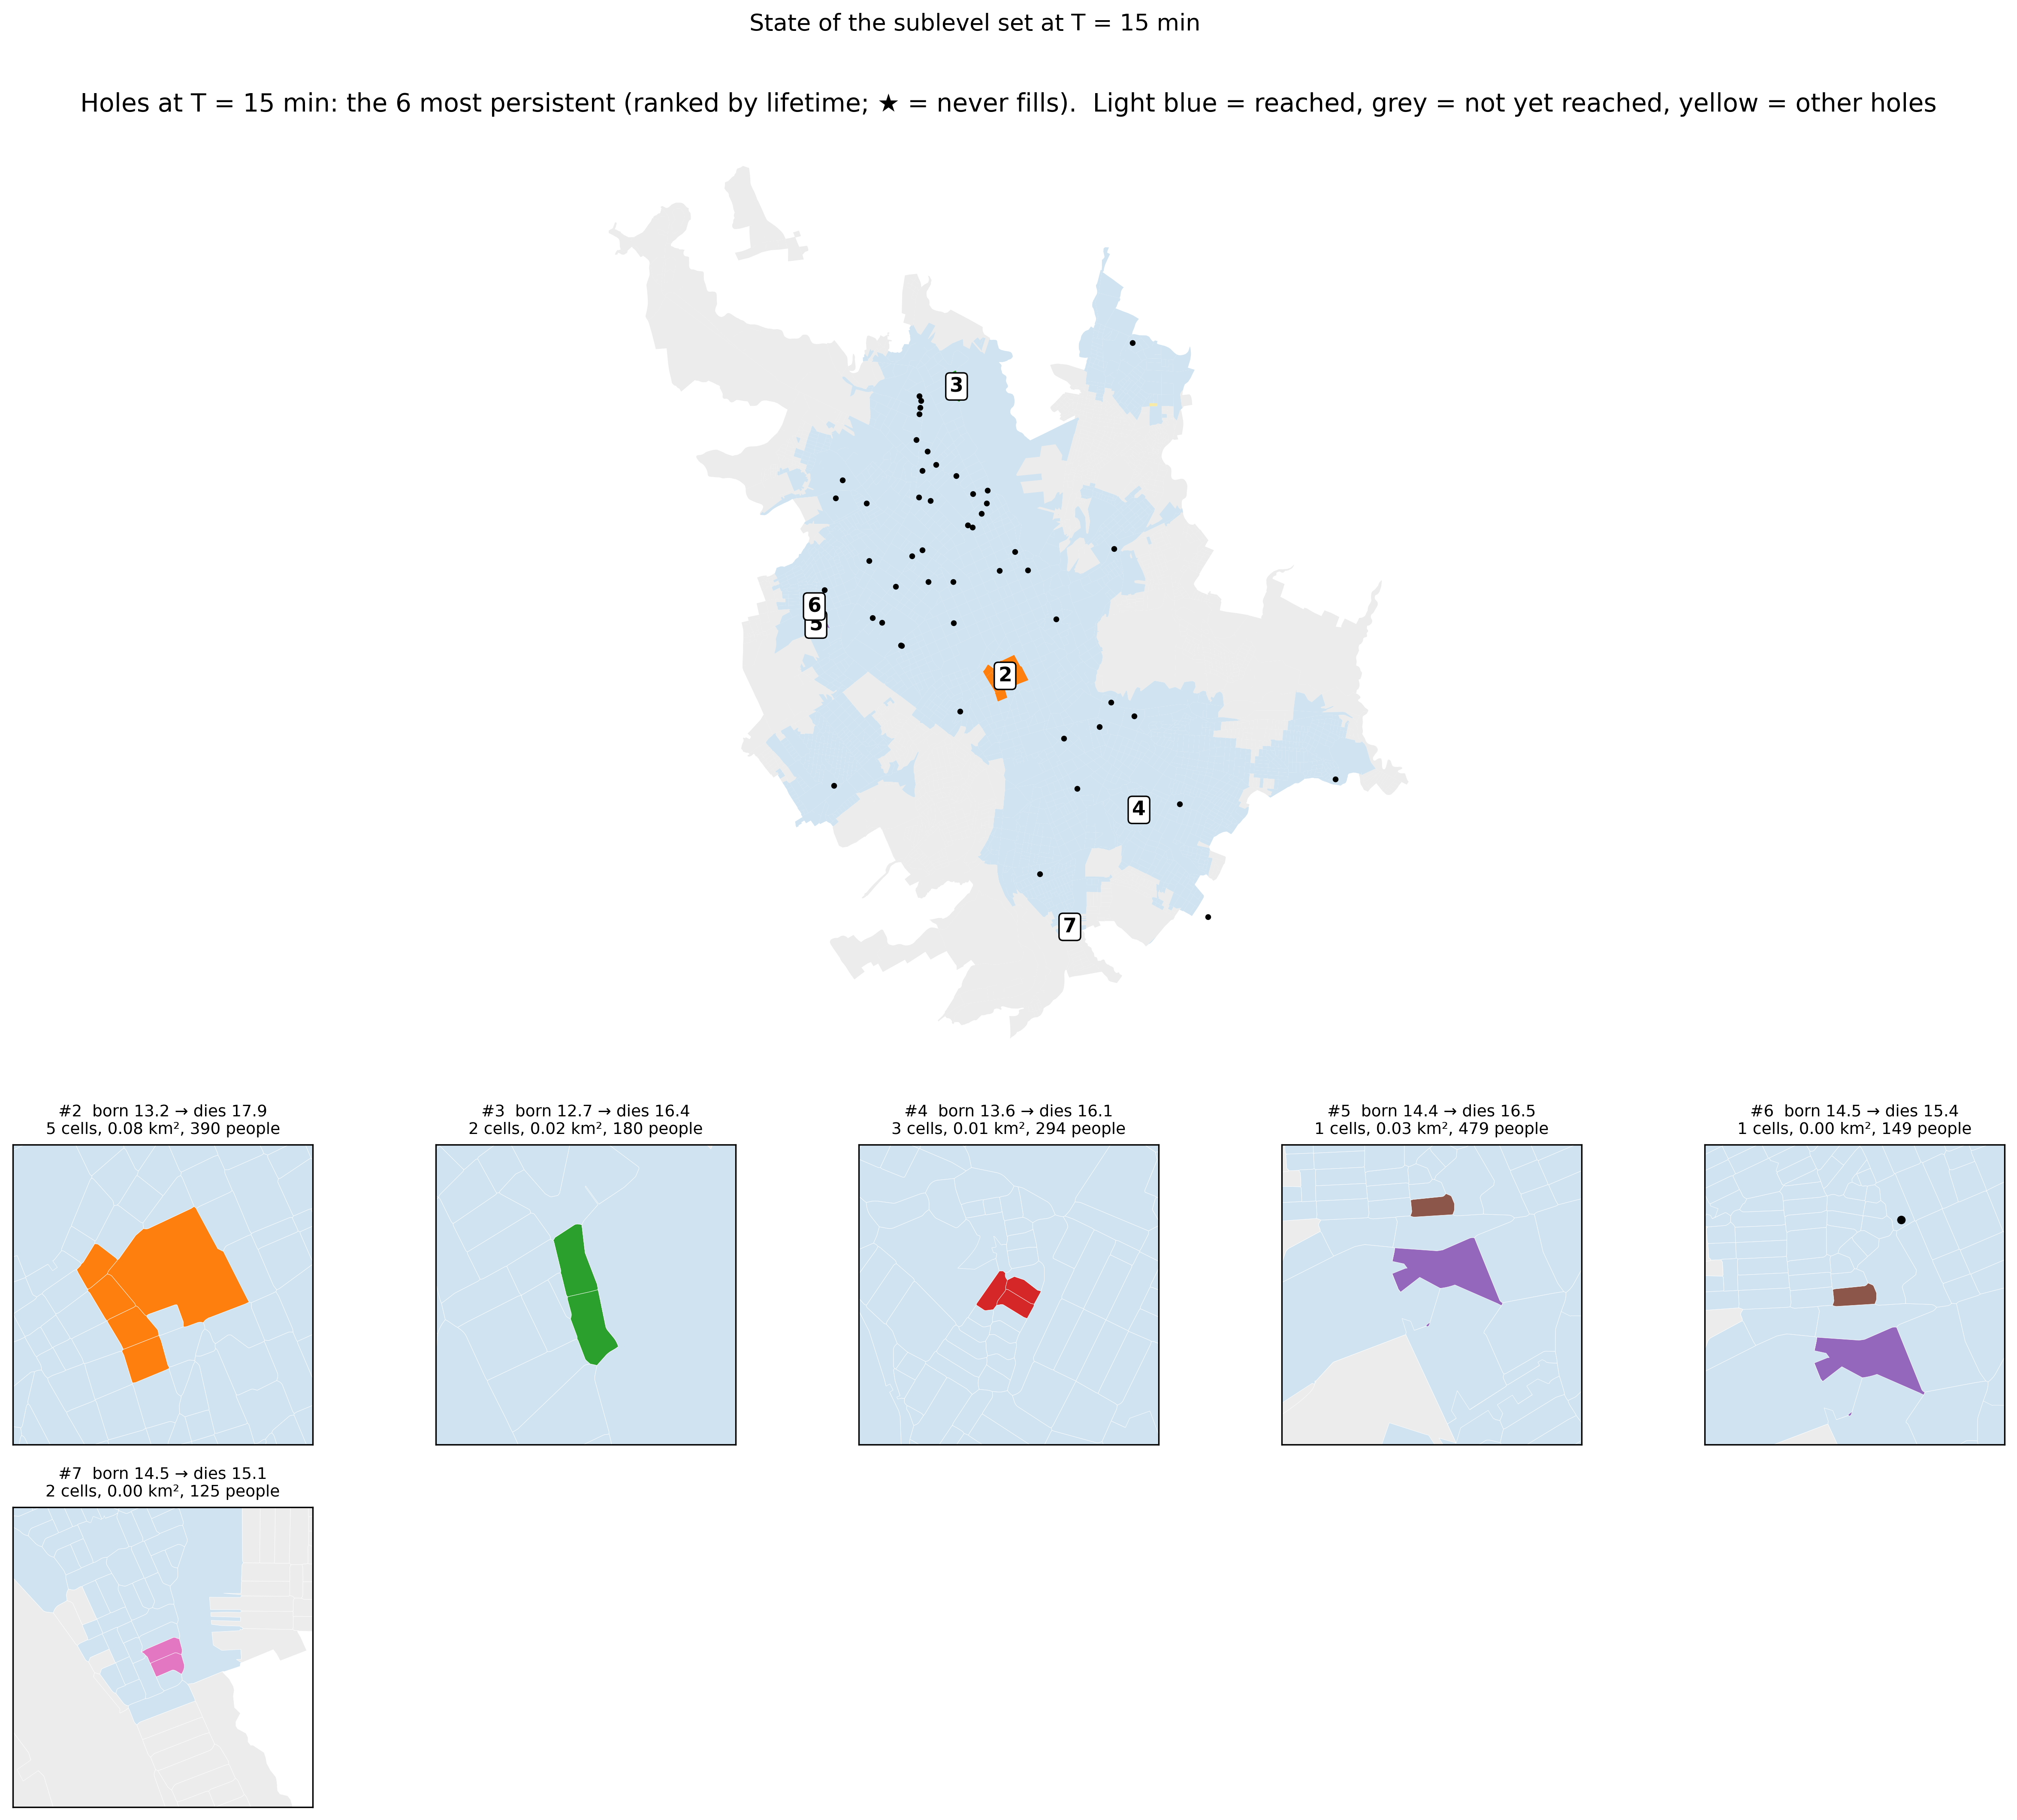 State of the sublevel set at T = 15 min
Holes at T = 15 min: the 6 most persistent (ranked by lifetime; ★ = never fills).  Light blue = reached, grey = not yet reached, yellow = other holes
3
6
5
2
4
7
#2  born 13.2 → dies 17.9
5 cells, 0.08 km², 390 people
#3  born 12.7 → dies 16.4
2 cells, 0.02 km², 180 people
#4  born 13.6 → dies 16.1
3 cells, 0.01 km², 294 people
#5  born 14.4 → dies 16.5
1 cells, 0.03 km², 479 people
#6  born 14.5 → dies 15.4
1 cells, 0.00 km², 149 people
#7  born 14.5 → dies 15.1
2 cells, 0.00 km², 125 people